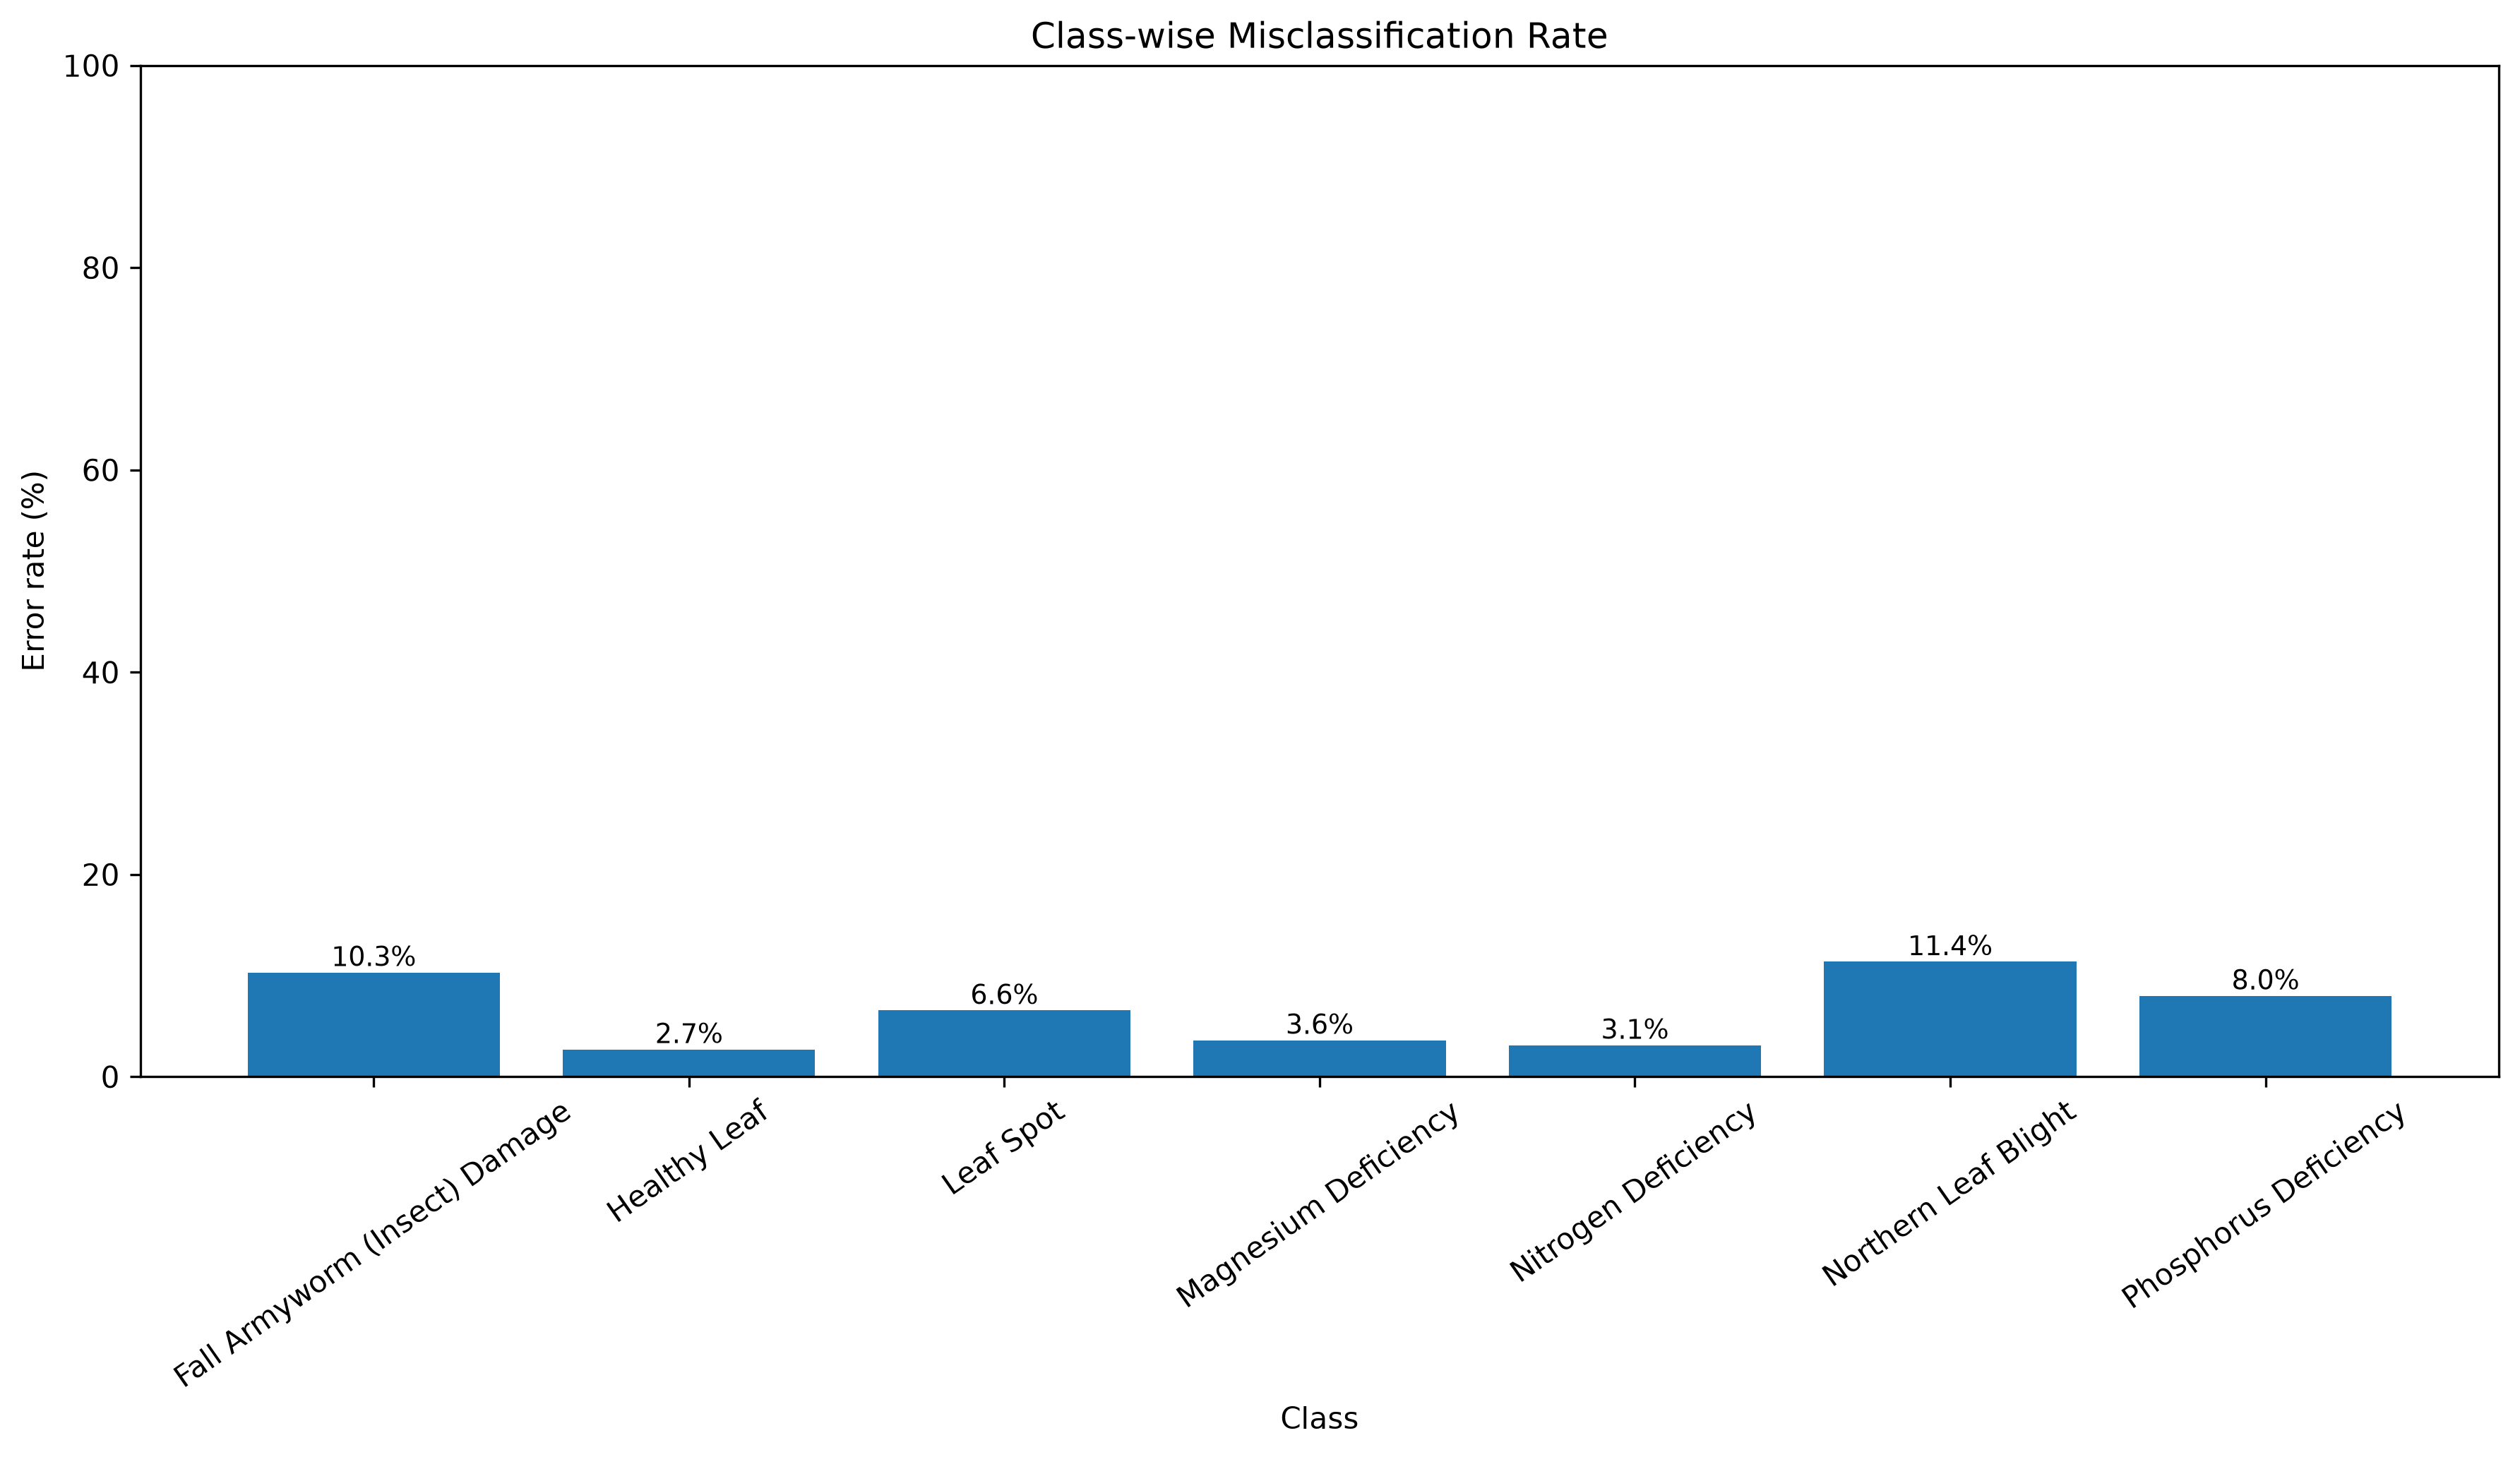 Class-wise Misclassification Rate
100
80
60
40
20
0
Error rate (%)
10.3%
2.7%
6.6%
3.6%
3.1%
11.4%
8.0%
Fall Armyworm (Insect) Damage
Healthy Leaf
Leaf Spot
Magnesium Deficiency
Nitrogen Deficiency
Northern Leaf Blight
Phosphorus Deficiency
Class